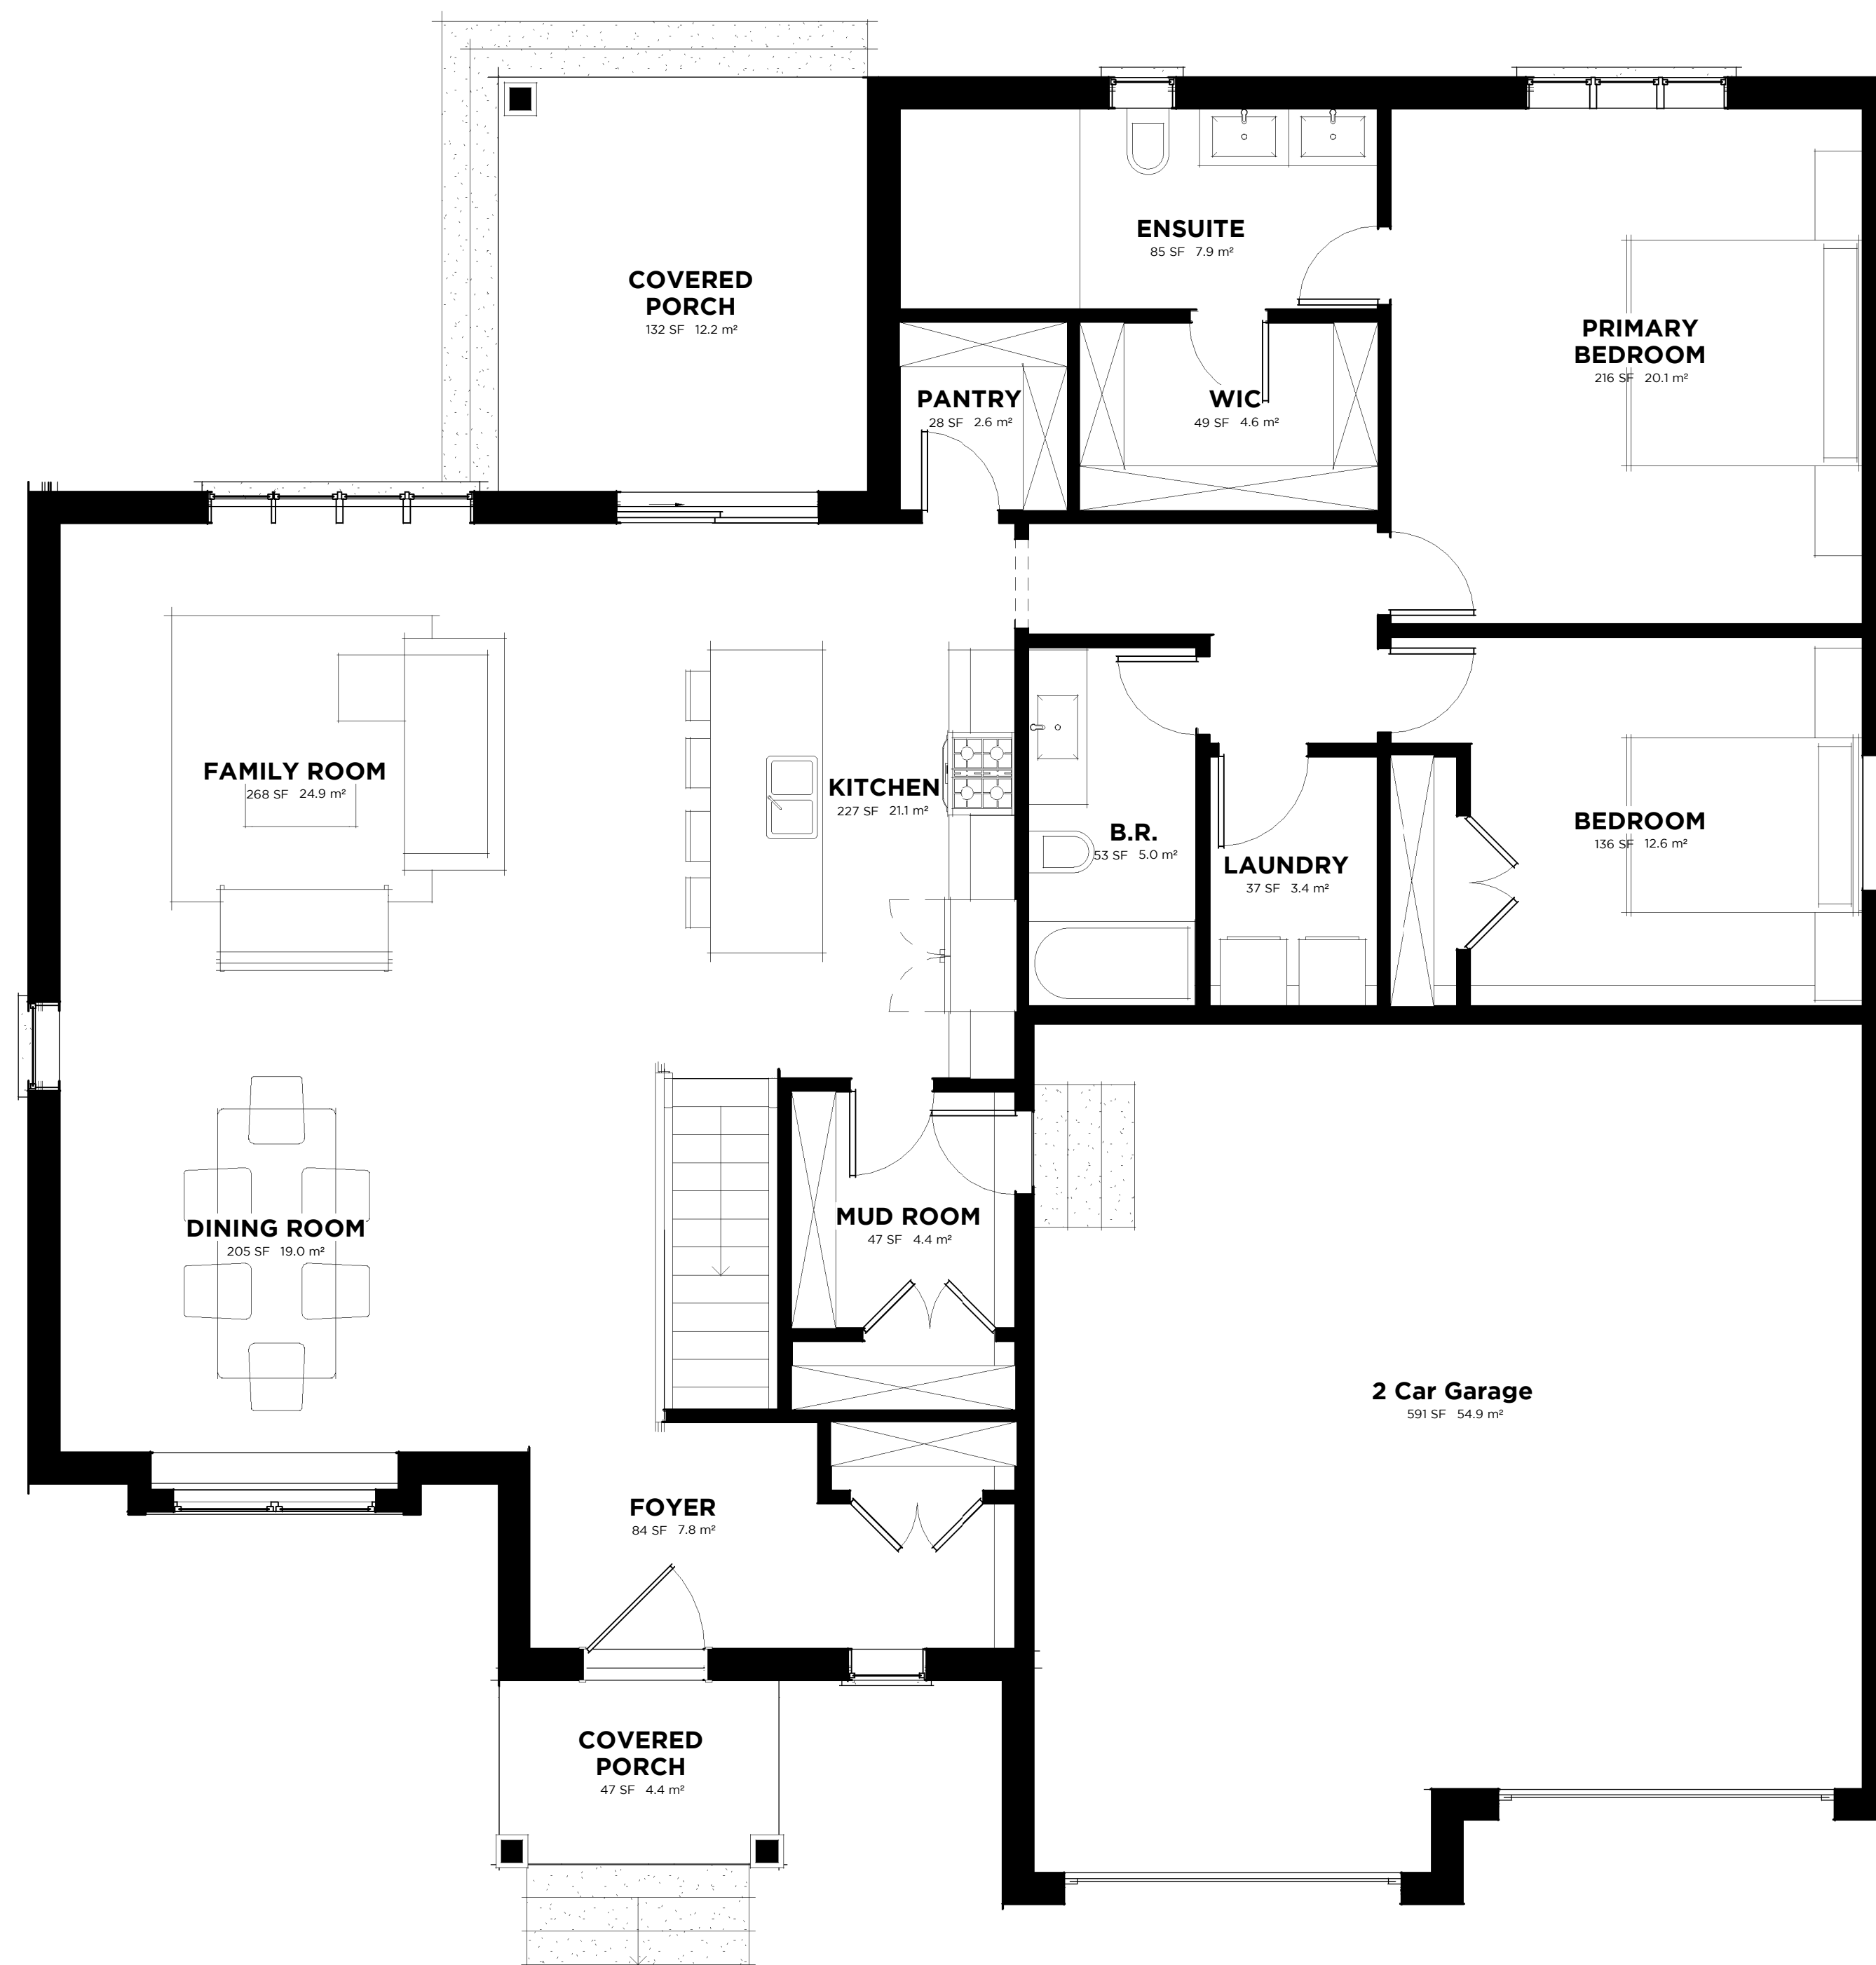 ENSUITE
85 SF 7.9 m²
COVERED
PORCH
132 SF 12.2 m²
PRIMARY
BEDROOM
216 SF 20.1 m²
PANTRY
28 SF 2.6 m²
WIC
49 SF 4.6 m²
FAMILY ROOM
268 SF 24.9 m²
KITCHEN
227 SF 21.1 m²
B.R.
53 SF 5.0 m²
LAUNDRY
37 SF 3.4 m²
BEDROOM
136 SF 12.6 m²
DINING ROOM
205 SF 19.0 m²
MUD ROOM
47 SF 4.4 m²
2 Car Garage
591 SF 54.9 m²
FOYER
84 SF 7.8 m²
COVERED
PORCH
47 SF 4.4 m²